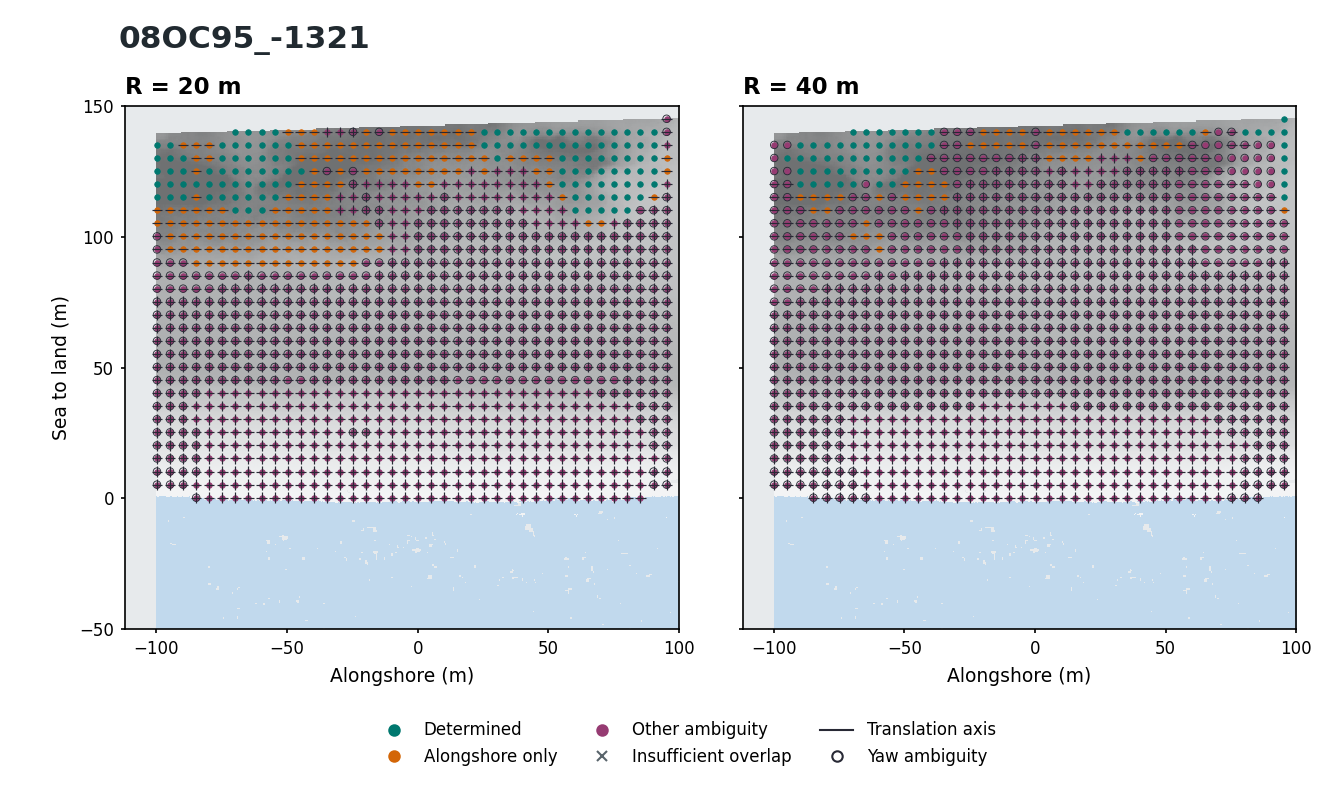 08OC95_-1321
R = 20 m
R = 40 m
150
100
50
0
−50
Sea to land (m)
−100 −50 0 50 100
−100 −50 0 50 100
Alongshore (m)
Alongshore (m)
Determined
Other ambiguity
Translation axis
Alongshore only
Insufficient overlap
Yaw ambiguity